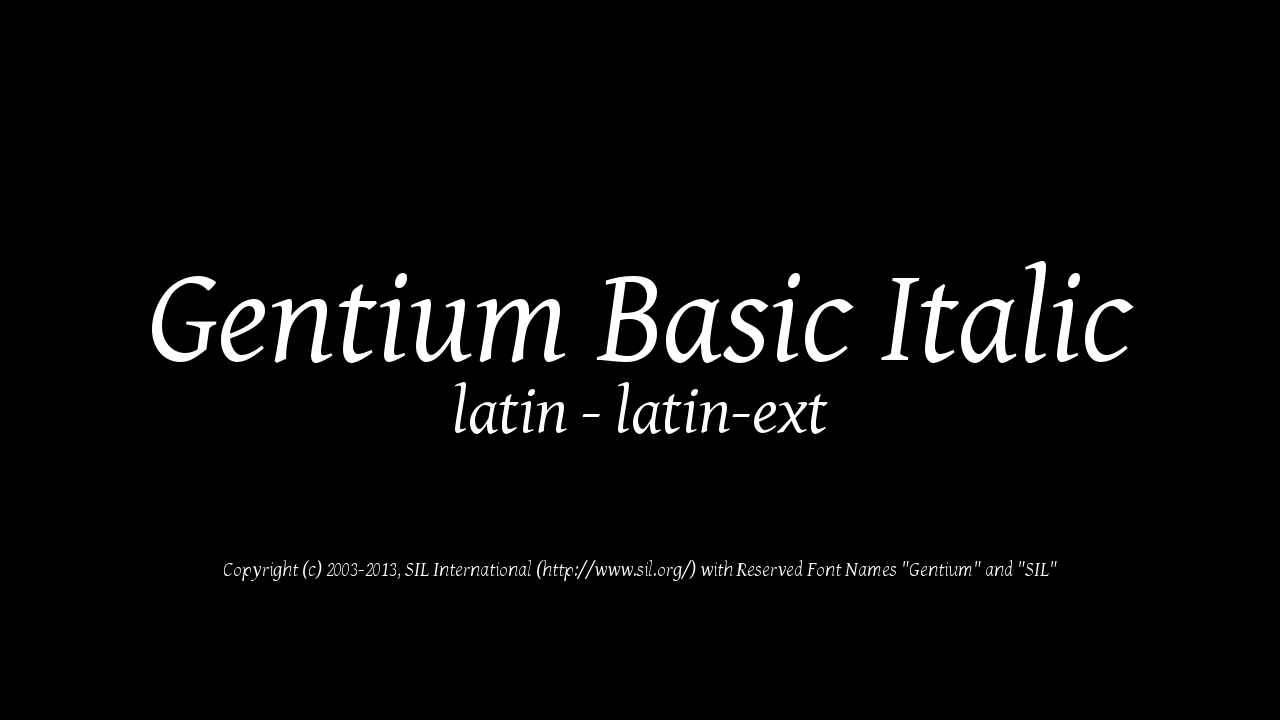 Gentium Basic Italic
latin - latin-ext
Copyright (c) 2003-2013, SIL International (http://www.sil.org/) with Reserved Font Names "Gentium" and "SIL"